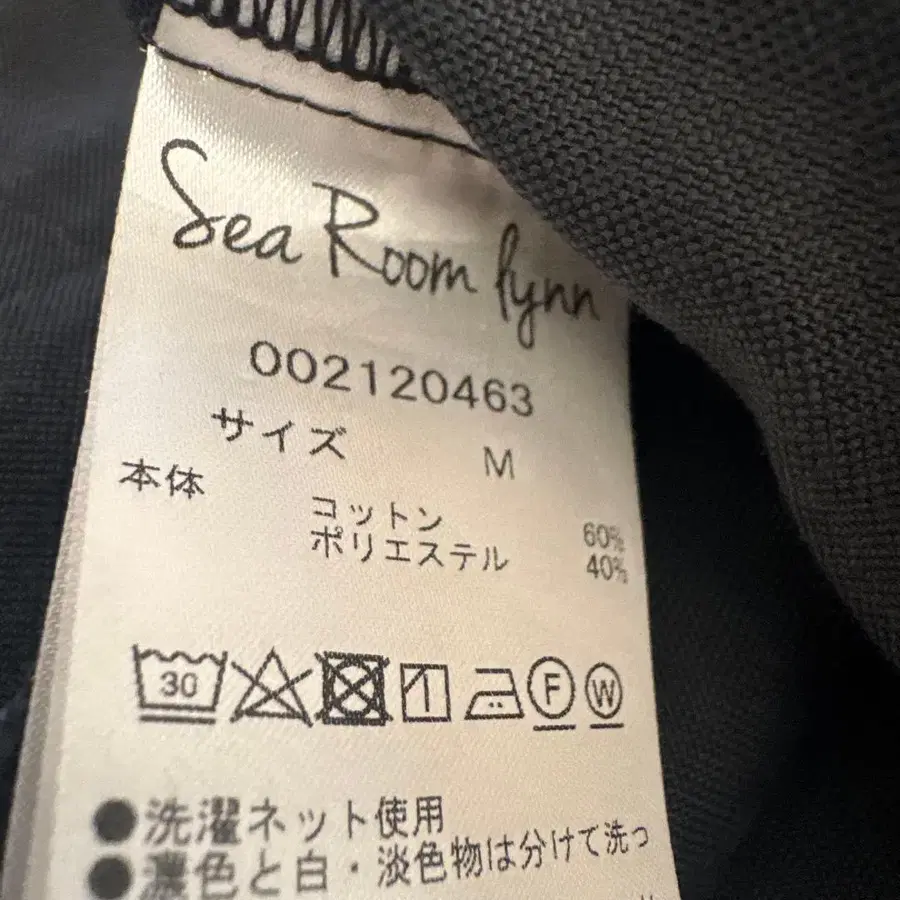 Sea Room lynn
002120463
サイズ M
本体
コットン 60%
ポリエステル 40%
30 F W
●洗濯ネット使用
●濃色と白・淡色物は分けて洗っ